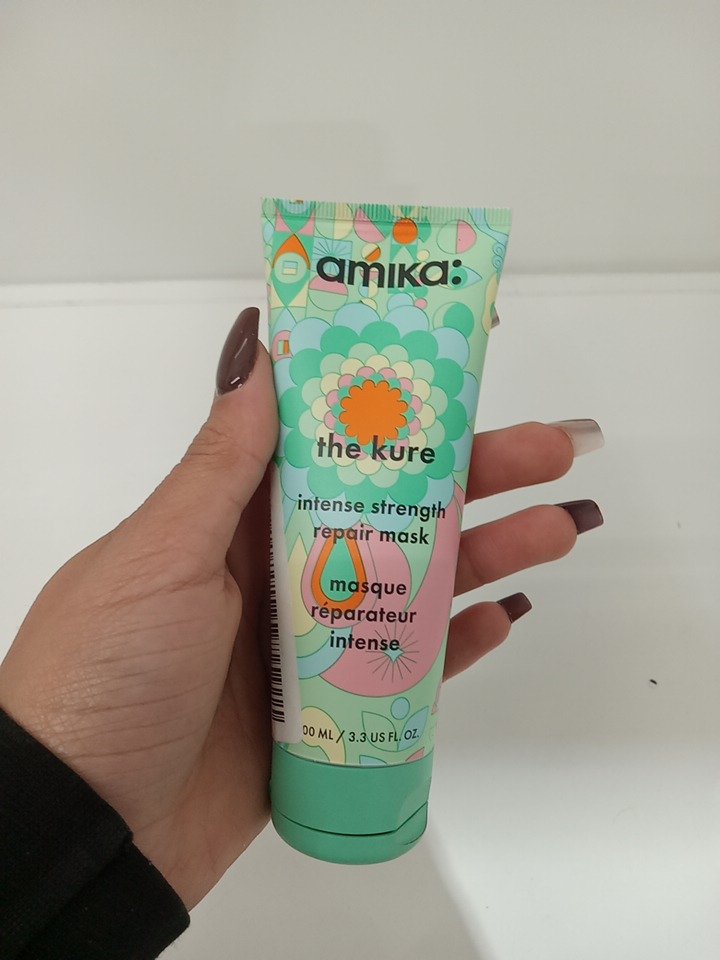 amika:
the kure
intense strength
repair mask
masque
réparateur
intense
00 ML / 3.3 US FL. OZ.